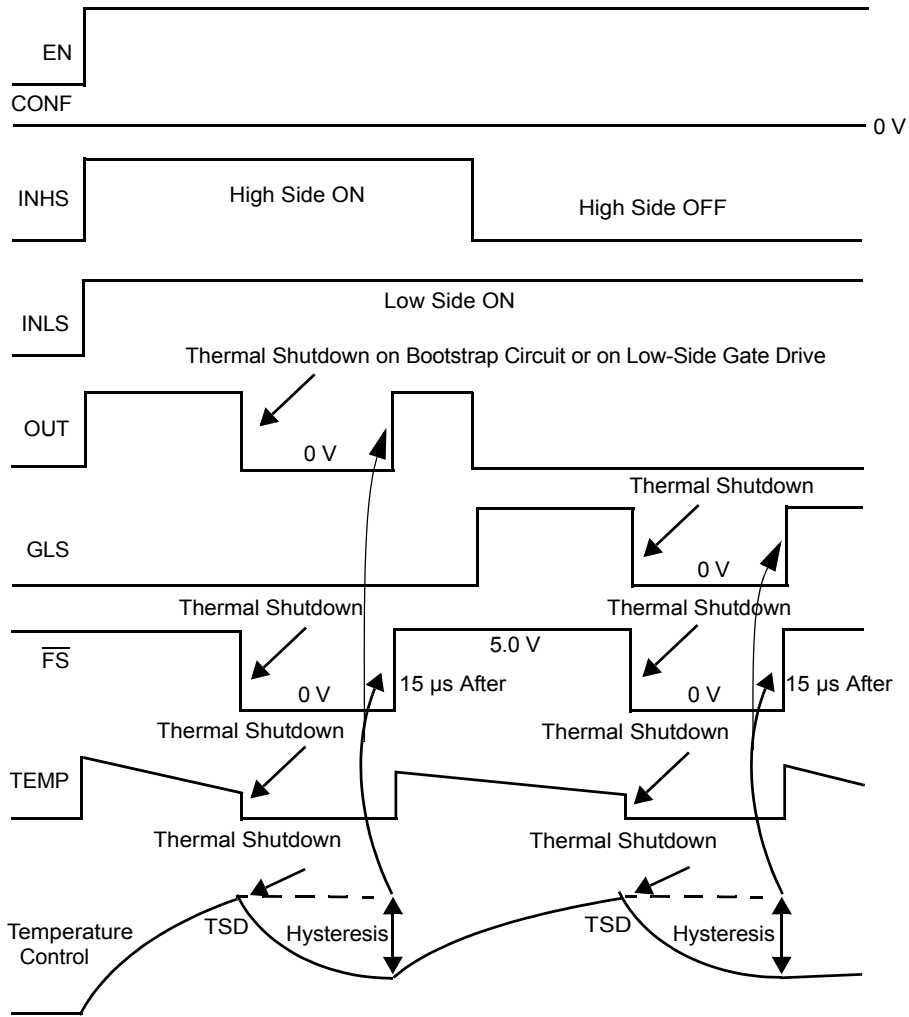 EN
CONF
0 V
INHS
High Side ON
High Side OFF
INLS
Low Side ON
Thermal Shutdown on Bootstrap Circuit or on Low-Side Gate Drive
OUT
0 V
Thermal Shutdown
GLS
0 V
Thermal Shutdown
Thermal Shutdown
FS
5.0 V
0 V
15 µs After
0 V
15 µs After
Thermal Shutdown
Thermal Shutdown
TEMP
Thermal Shutdown
Thermal Shutdown
Temperature
Control
TSD
Hysteresis
TSD
Hysteresis